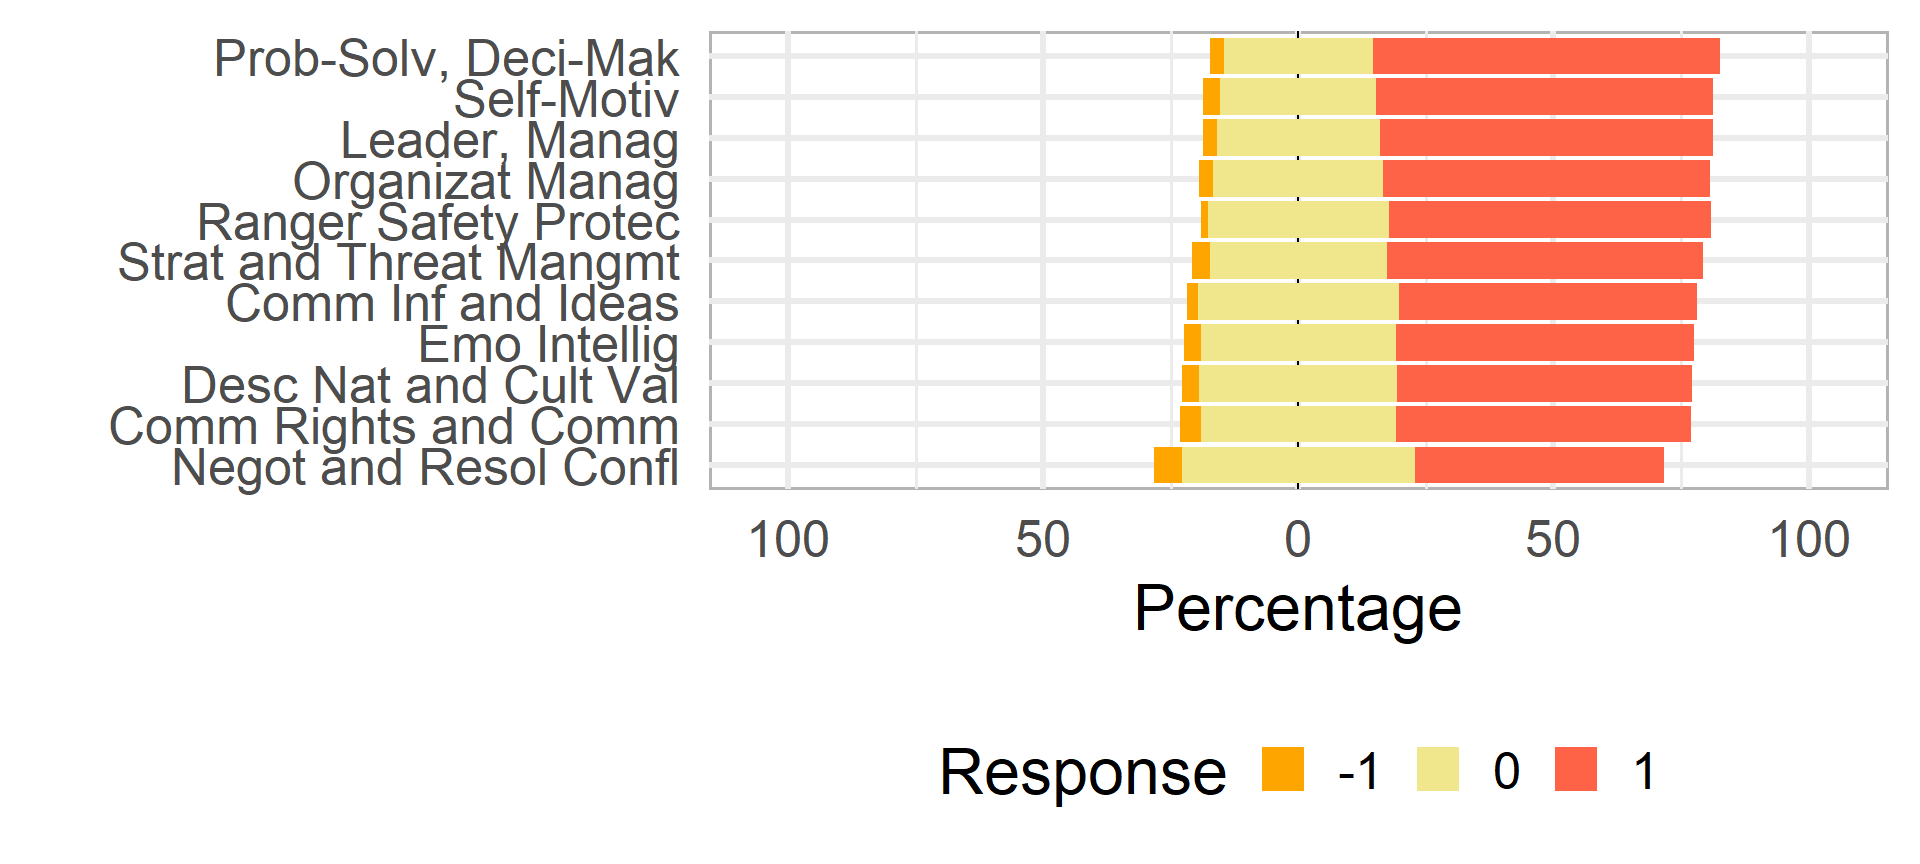 Prob-Solv, Deci-Mak
Self-Motiv
Leader, Manag
Organizat Manag
Ranger Safety Protec
Strat and Threat Mangmt
Comm Inf and Ideas
Emo Intellig
Desc Nat and Cult Val
Comm Rights and Comm
Negot and Resol Confl
100 50 0 50 100
Percentage
Response -1 0 1